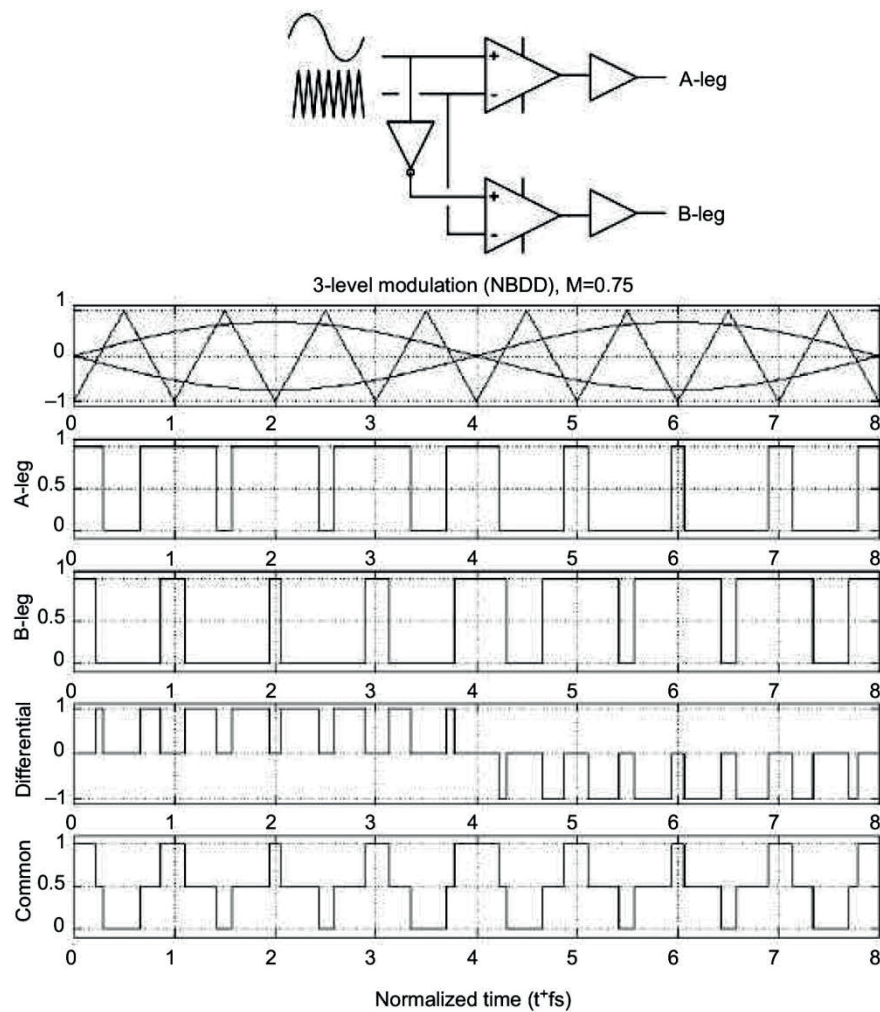 +
-
A-leg
+
-
B-leg
3-level modulation (NBDD), M=0.75
1
0
–1
0 1 2 3 4 5 6 7 8
A-leg
1
0.5
0
0 1 2 3 4 5 6 7 8
B-leg
1
0.5
0
0 1 2 3 4 5 6 7 8
Differential
1
0
–1
0 1 2 3 4 5 6 7 8
Common
1
0.5
0
0 1 2 3 4 5 6 7 8
Normalized time (t+fs)